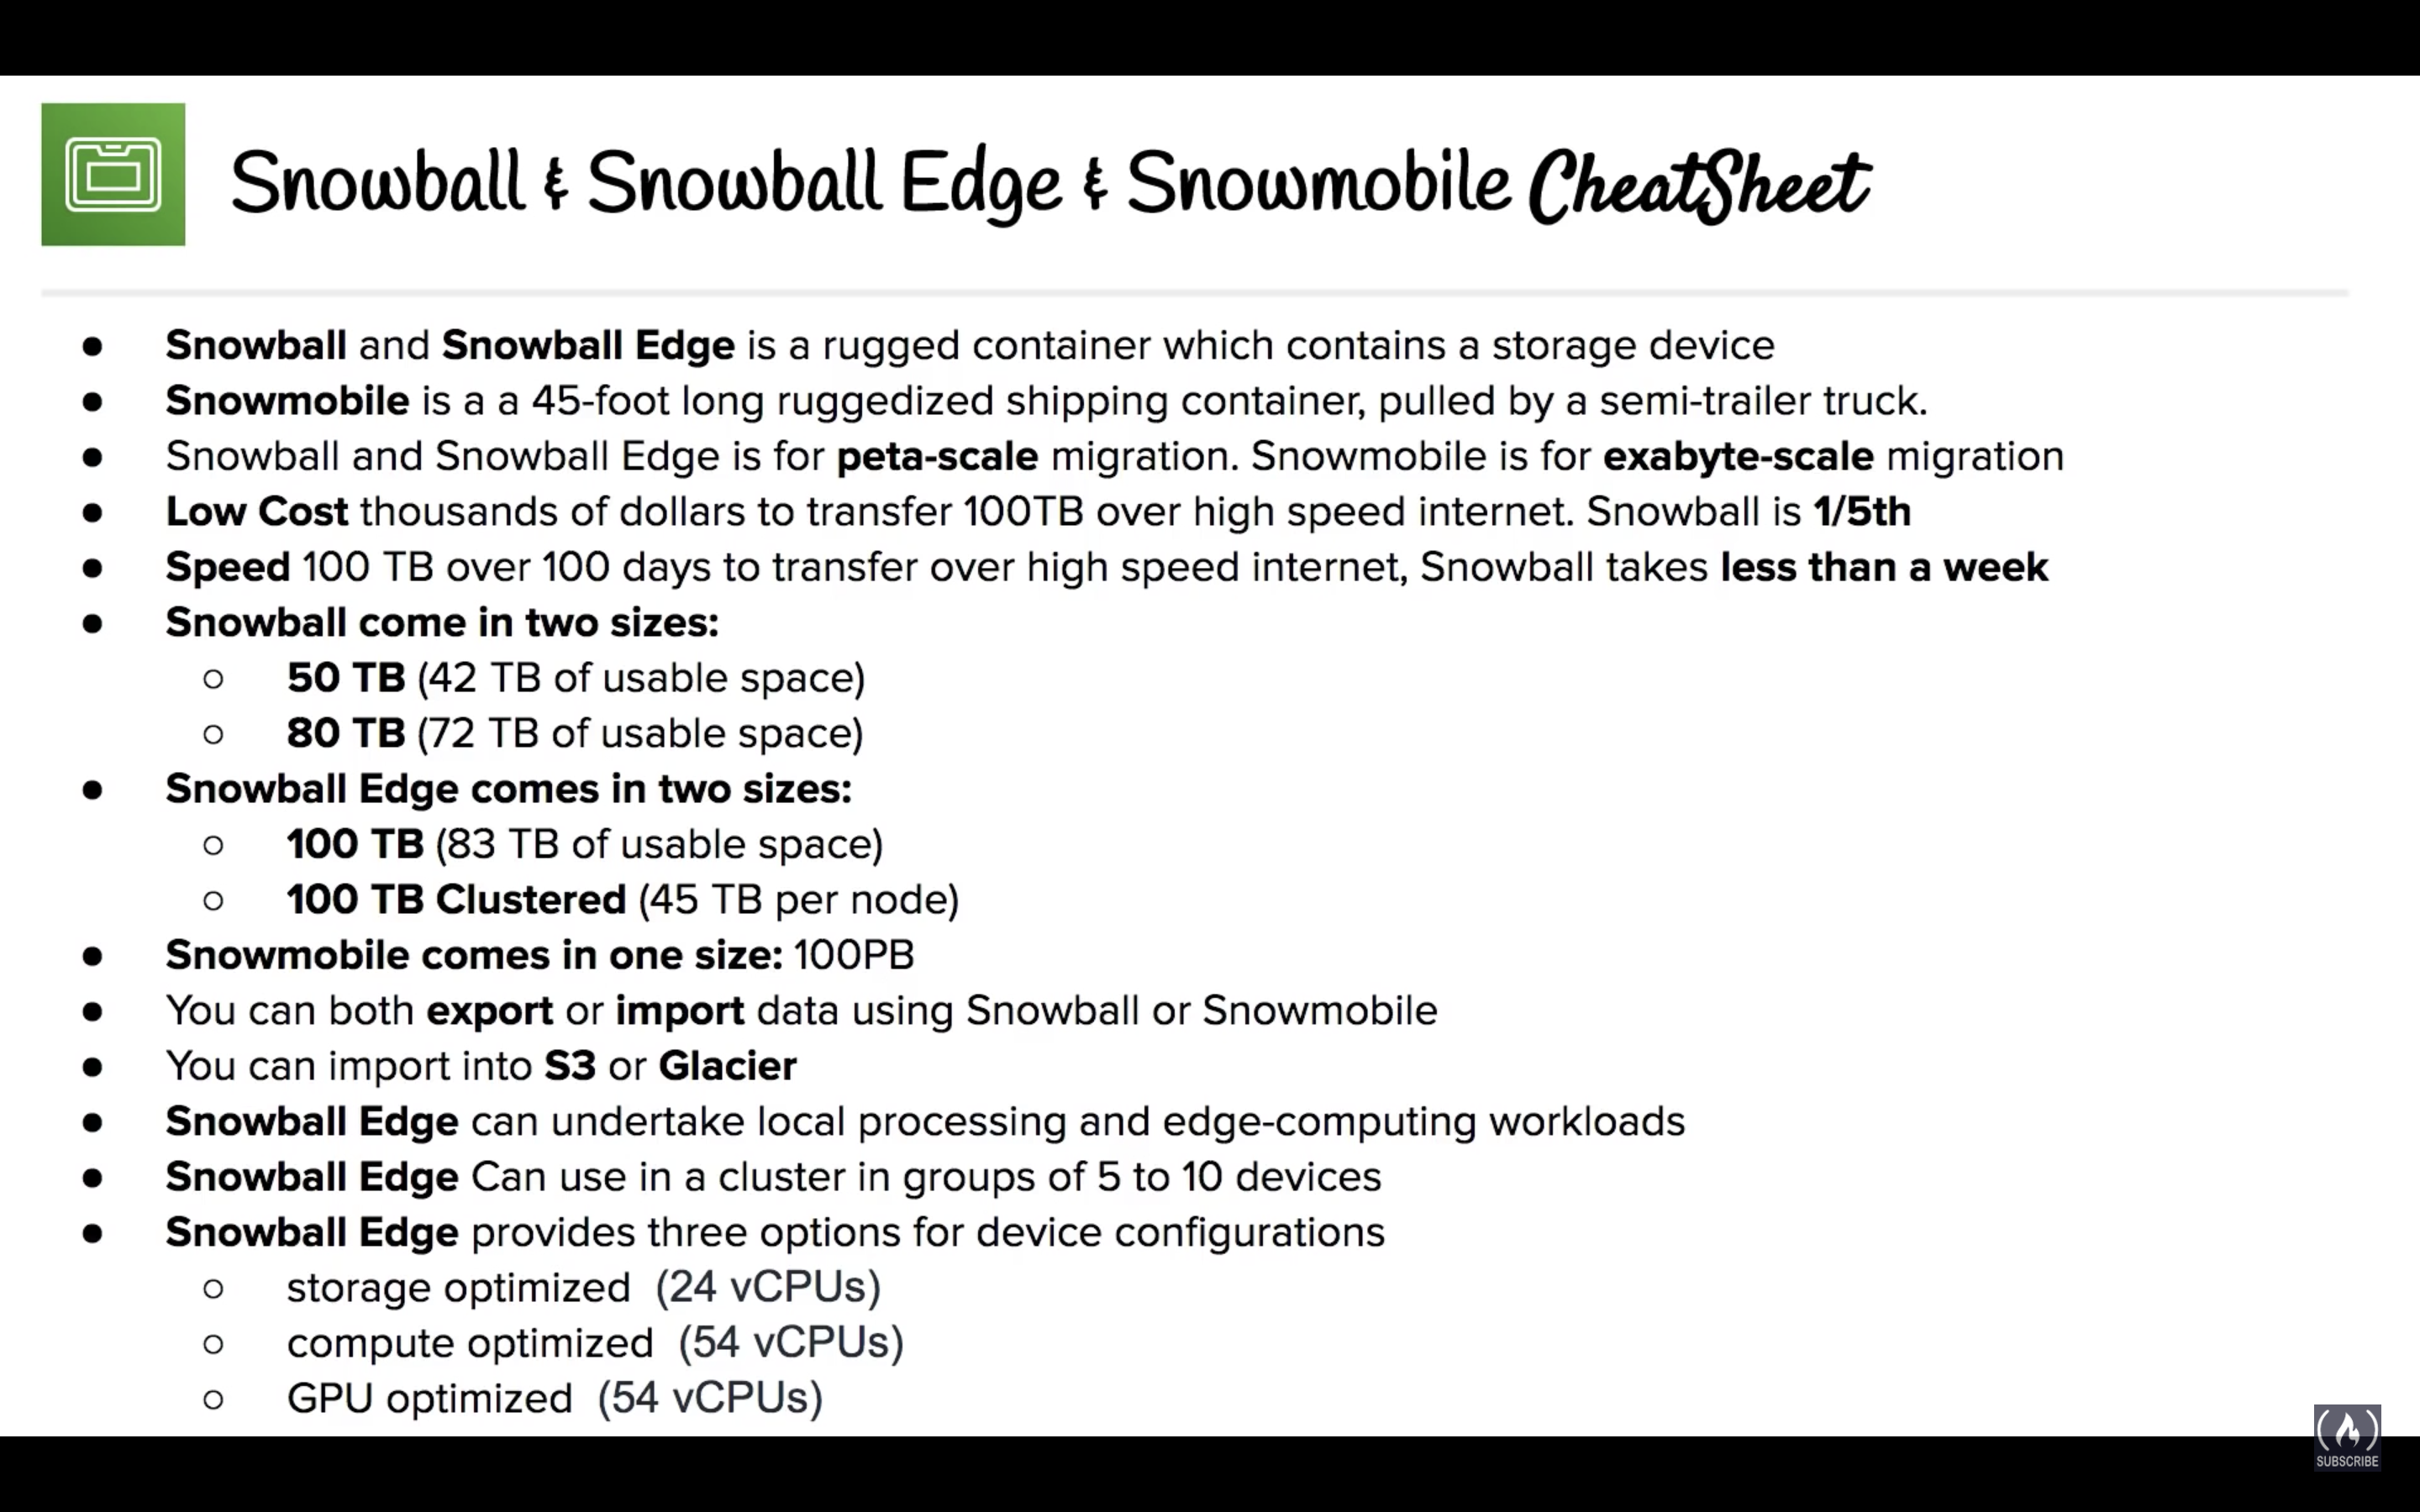 Snowball & Snowball Edge & Snowmobile CheatSheet
● Snowball and Snowball Edge is a rugged container which contains a storage device
● Snowmobile is a a 45-foot long ruggedized shipping container, pulled by a semi-trailer truck.
● Snowball and Snowball Edge is for peta-scale migration. Snowmobile is for exabyte-scale migration
● Low Cost thousands of dollars to transfer 100TB over high speed internet. Snowball is 1/5th
● Speed 100 TB over 100 days to transfer over high speed internet, Snowball takes less than a week
● Snowball come in two sizes:
○ 50 TB (42 TB of usable space)
○ 80 TB (72 TB of usable space)
● Snowball Edge comes in two sizes:
○ 100 TB (83 TB of usable space)
○ 100 TB Clustered (45 TB per node)
● Snowmobile comes in one size: 100PB
● You can both export or import data using Snowball or Snowmobile
● You can import into S3 or Glacier
● Snowball Edge can undertake local processing and edge-computing workloads
● Snowball Edge Can use in a cluster in groups of 5 to 10 devices
● Snowball Edge provides three options for device configurations
○ storage optimized (24 vCPUs)
○ compute optimized (54 vCPUs)
○ GPU optimized (54 vCPUs)
SUBSCRIBE